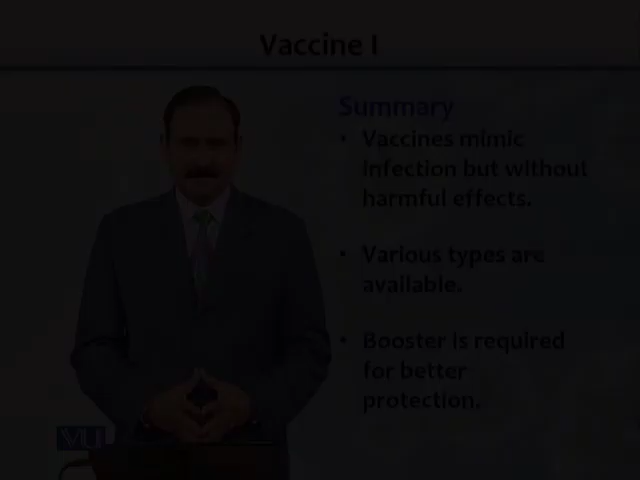 Vaccine I
Summary
• Vaccines mimic
infection but without
harmful effects.
• Various types are
available.
• Booster is required
for better
protection.
VU